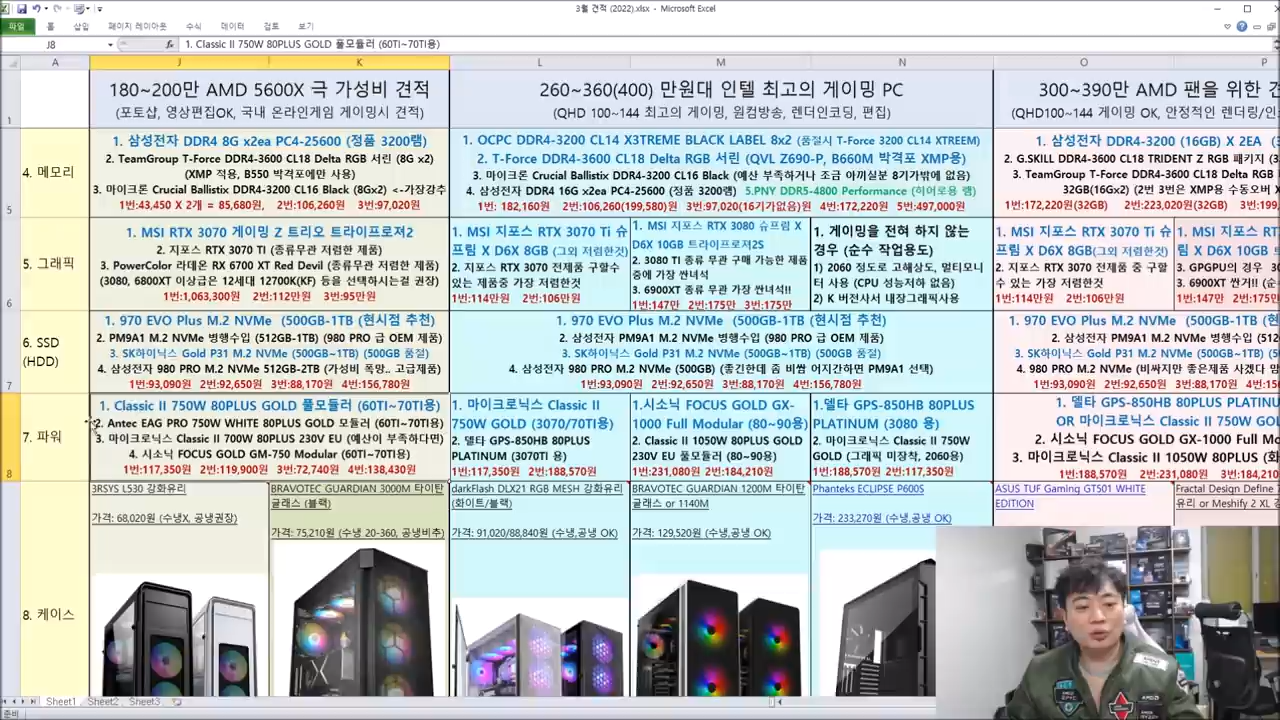 3월 견적 (2022).xlsx - Microsoft Excel
파일 홈 삽입 페이지 레이아웃 수식 데이터 검토 보기
J8 fx 1. Classic II 750W 80PLUS GOLD 풀모듈러 (60TI~70TI용)
A J K L M N O P
1
180~200만 AMD 5600X 극 가성비 견적
(포토샵, 영상편집OK, 국내 온라인게임 게이밍시 견적)
260~360(400) 만원대 인텔 최고의 게이밍 PC
(QHD 100~144 최고의 게이밍, 원컴방송, 렌더인코딩, 편집)
300~390만 AMD 팬을 위한 견
(QHD100~144 게이밍 OK, 안정적인 렌더링/인
5
4. 메모리
1. 삼성전자 DDR4 8G x2ea PC4-25600 (정품 3200램)
2. TeamGroup T-Force DDR4-3600 CL18 Delta RGB 서린 (8G x2)
(XMP 적용, B550 박격포에만 사용)
3. 마이크론 Crucial Ballistix DDR4-3200 CL16 Black (8Gx2) <-가장강추
1번:43,450 X 2개 = 85,680원, 2번:106,260원 3번:97,020원
1. OCPC DDR4-3200 CL14 X3TREME BLACK LABEL 8x2 (품절시 T-Force 3200 CL14 XTREEM)
2. T-Force DDR4-3600 CL18 Delta RGB 서린 (QVL Z690-P, B660M 박격포 XMP용)
3. 마이크론 Crucial Ballistix DDR4-3200 CL16 Black (예산 부족하거나 조금 아끼실분 8기가밖에 없음)
4. 삼성전자 DDR4 16G x2ea PC4-25600 (정품 3200램) 5.PNY DDR5-4800 Performance (히어로용 램)
1번: 182,160원 2번:106,260(199,580)원 3번:97,020(16기가없음)원 4번:172,220원 5번:497,000원
1. 삼성전자 DDR4-3200 (16GB) X 2EA
2. G.SKILL DDR4-3600 CL18 TRIDENT Z RGB 패키지
3. TeamGroup T-Force DDR4-3600 CL18 Delta RGB
32GB(16Gx2) (2번 3번은 XMP용 수동오버
1번:172,220원(32GB) 2번:223,020원(32GB) 3번:199,
6
5. 그래픽
1. MSI RTX 3070 게이밍 Z 트리오 트라이프로져2
2. 지포스 RTX 3070 TI (종류무관 저렴한 제품)
3. PowerColor 라데온 RX 6700 XT Red Devil (종류무관 저렴한 제품)
(3080, 6800XT 이상급은 12세대 12700K(KF) 등을 선택하시는걸 권장)
1번:1,063,300원 2번:112만원 3번:95만원
1. MSI 지포스 RTX 3070 Ti 슈
프림 X D6X 8GB(그외 저렴한것)
2. 지포스 RTX 3070 전제품 구할수
있는 제품중 가장 저렴한것
1번:114만원 2번:106만원
1. MSI 지포스 RTX 3080 슈프림 X
D6X 10GB 트라이프로져2S
2. 3080 TI 종류 무관 구매 가능한 제품
중에 가장 싼녀석
3. 6900XT 종류 무관 가장 싼녀석!!
1번:147만 2번:175만 3번:175만
1. 게이밍을 전혀 하지 않는
경우 (순수 작업용도)
1) 2060 정도로 고해상도, 멀티모니
터 사용 (CPU 성능저하 없음)
2) K 버전사서 내장그래픽사용
1. MSI 지포스 RTX 3070 Ti 슈
프림 X D6X 8GB(그외 저렴한것)
2. 지포스 RTX 3070 전 제품 중 구할
수 있는 가장 저렴한것
1번:114만원 2번:106만원
1. MSI 지포스 RTX
프림 X D6X 10GB
3. GPGPU의 경우 30
4. 6900XT 싼거!! (순
1번:147만 2번:175만
7
6. SSD
(HDD)
1. 970 EVO Plus M.2 NVMe (500GB-1TB (현시점 추천)
2. PM9A1 M.2 NVMe 병행수입 (512GB-1TB) (980 PRO 급 OEM 제품)
3. SK하이닉스 Gold P31 M.2 NVMe (500GB~1TB) (500GB 품절)
4. 삼성전자 980 PRO M.2 NVMe 500GB-2TB (가성비 폭망.. 고급제품)
1번:93,090원 2번:92,650원 3번:88,170원 4번:156,780원
1. 970 EVO Plus M.2 NVMe (500GB-1TB (현시점 추천)
2. PM9A1 M.2 NVMe 병행수입 (980 PRO 급 OEM 제품)
3. SK하이닉스 Gold P31 M.2 NVMe (500GB~1TB) (500GB 품절)
4. 삼성전자 980 PRO M.2 NVMe (500GB) (좋긴한데 좀 비쌈 어지간하면 PM9A1 선택)
1번:93,090원 2번:92,650원 3번:88,170원 4번:156,780원
1. 970 EVO Plus M.2 NVMe (500GB-1TB
2. PM9A1 M.2 NVMe 병행수입 (512
3. SK하이닉스 Gold P31 M.2 NVMe (500G
4. 980 PRO M.2 NVMe (비싸지만 좋은제품 사겠다 맘
1번:93,090원 2번:92,650원 3번:88,15
8
7. 파워
1. Classic II 750W 80PLUS GOLD 풀모듈러 (60TI~70TI용)
2. Antec EAG PRO 750W WHITE 80PLUS GOLD 모듈러 (60TI~70TI용)
3. 마이크로닉스 Classic II 700W 80PLUS 230V EU (예산이 부족하다면)
4. 시소닉 FOCUS GOLD GM-750 Modular (60TI~70TI용)
1번:117,350원 2번:119,900원 3번:72,740원 4번:138,430원
1. 마이크로닉스 Classic II
750W GOLD (3070/70TI용)
2. 델타 GPS-850HB 80PLUS
PLATINUM (3070Ti 용)
1번:117,350원 2번:188,570원
1.시소닉 FOCUS GOLD GX-
1000 Full Modular (80~90용)
2. Classic II 1050W 80PLUS GOLD
230V EU 풀모듈러 (80~90용)
1번:231,080원 2번:184,210원
1.델타 GPS-850HB 80PLUS
PLATINUM (3080 용)
2. 마이크로닉스 Classic II 750W
GOLD (그래픽 미장착, 2060용)
1번:188,570원 2번:117,350원
1. 델타 GPS-850HB 80PLUS PLATINU
OR 마이크로닉스 Classic II 750W GOL
2. 시소닉 FOCUS GOLD GX-1000 Full Mo
3. 마이크로닉스 Classic II 1050W 80PLUS (화
1번:188,570원 2번:231,080원 3번:184,21
8. 케이스
3RSYS L530 강화유리
가격: 68,020원 (수냉X, 공냉권장)
BRAVOTEC GUARDIAN 3000M 타이탄
글래스 (블랙)
가격: 75,210원 (수냉 20-360, 공냉비추)
darkFlash DLX21 RGB MESH 강화유리
(화이트/블랙)
가격: 91,020/88,840원 (수냉,공냉 OK)
BRAVOTEC GUARDIAN 1200M 타이탄
글래스 or 1140M
가격: 129,520원 (수냉,공냉 OK)
Phanteks ECLIPSE P600S
가격: 233,270원 (수냉,공냉 OK)
ASUS TUF Gaming GT501 WHITE
EDITION
Fractal Design Define
유리 or Meshify 2 XL
Sheet1 Sheet2 Sheet3
준비